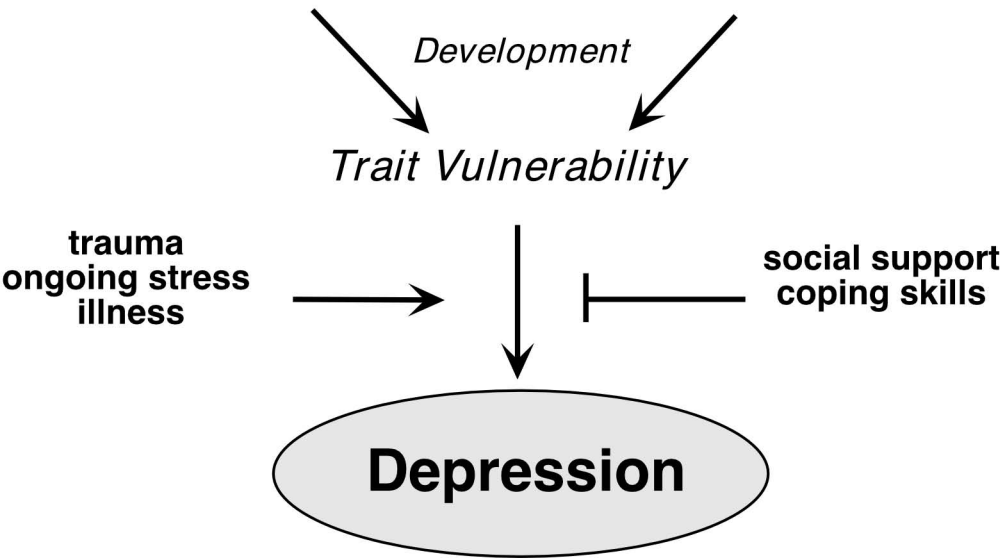 Development
Trait Vulnerability
trauma
ongoing stress
illness
social support
coping skills
Depression